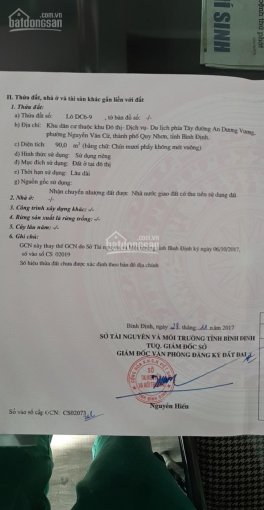 batdongsan
II. Thửa đất, nhà ở và tài sản khác gắn liền với đất
1. Thửa đất:
a) Thửa đất số: Lô DC6-9 , tờ bản đồ số: -/-
b) Địa chỉ: Khu dân cư thuộc khu Đô thị - Dịch vụ - Du lịch phía Tây đường An Dương Vương,
phường Nguyễn Văn Cừ, thành phố Quy Nhơn, tỉnh Bình Định.
c) Diện tích: 90,0 m² (bằng chữ: Chín mươi phẩy không mét vuông)
d) Hình thức sử dụng: Sử dụng riêng
đ) Mục đích sử dụng: Đất ở tại đô thị
e) Thời hạn sử dụng: Lâu dài
g) Nguồn gốc sử dụng:
Nhận chuyển nhượng đất được Nhà nước giao đất có thu tiền sử dụng đất
2. Nhà ở: -/-
3. Công trình xây dựng khác: -/-
4. Rừng sản xuất là rừng trồng: -/-
5. Cây lâu năm: -/-
6. Ghi chú:
GCN này thay thế GCN do Sở Tài nguyên và Môi trường tỉnh Bình Định ký ngày 06/10/2017,
số vào sổ CS 02019
Số hiệu thửa đất chưa được xác định theo bản đồ địa chính
batdongsan
Bình Định, ngày 28 tháng 11 năm 2017
SỞ TÀI NGUYÊN VÀ MÔI TRƯỜNG TỈNH BÌNH ĐỊNH
TUQ. GIÁM ĐỐC SỞ
GIÁM ĐỐC VĂN PHÒNG ĐĂNG KÝ ĐẤT ĐAI
SỞ
Nguyễn Hiến
Số vào sổ cấp GCN:
batdongsan